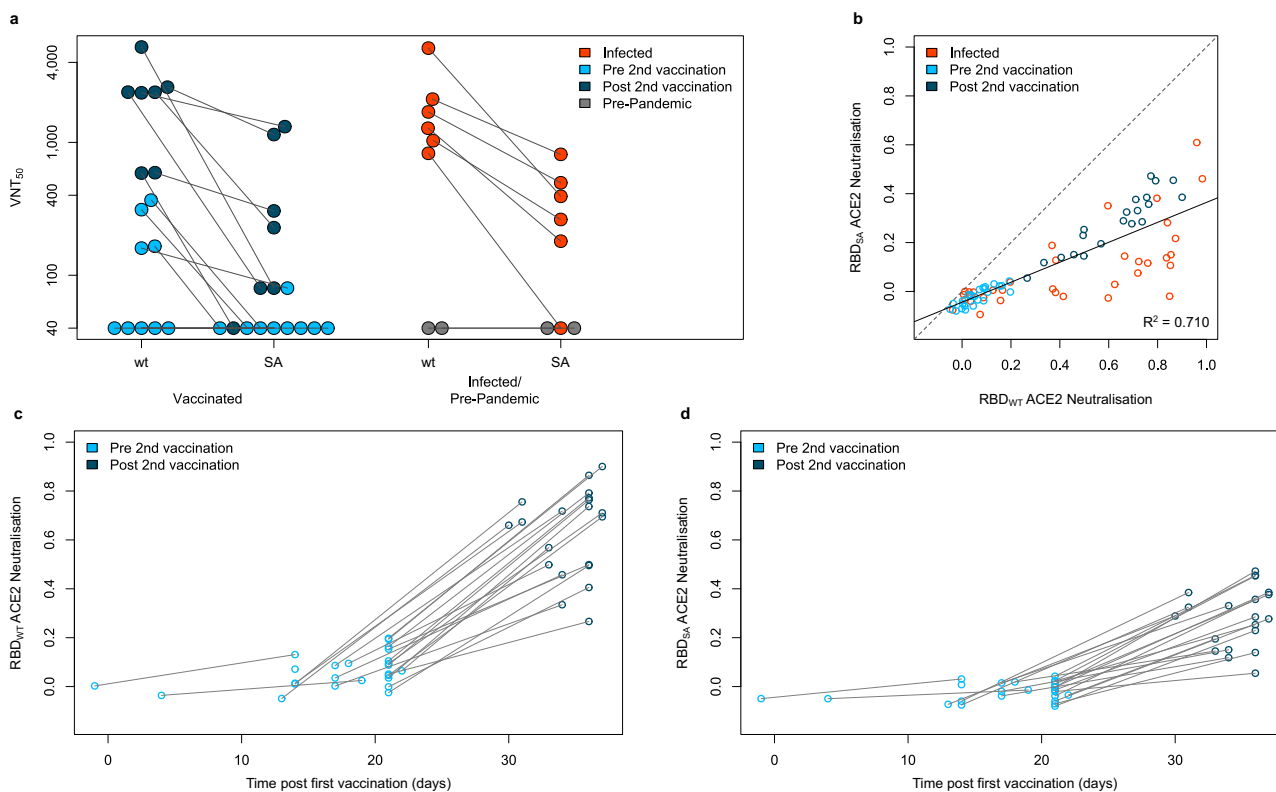 a
VNT50
4,000
1,000
400
100
40
Infected
Pre 2nd vaccination
Post 2nd vaccination
Pre-Pandemic
wt
SA
wt
SA
Vaccinated
Infected/
Pre-Pandemic
b
RBDSA ACE2 Neutralisation
1.0
0.8
0.6
0.4
0.2
0.0
Infected
Pre 2nd vaccination
Post 2nd vaccination
R² = 0.710
0.0 0.2 0.4 0.6 0.8 1.0
RBDWT ACE2 Neutralisation
c
RBDWT ACE2 Neutralisation
1.0
0.8
0.6
0.4
0.2
0.0
Pre 2nd vaccination
Post 2nd vaccination
0 10 20 30
Time post first vaccination (days)
d
RBDSA ACE2 Neutralisation
1.0
0.8
0.6
0.4
0.2
0.0
Pre 2nd vaccination
Post 2nd vaccination
0 10 20 30
Time post first vaccination (days)